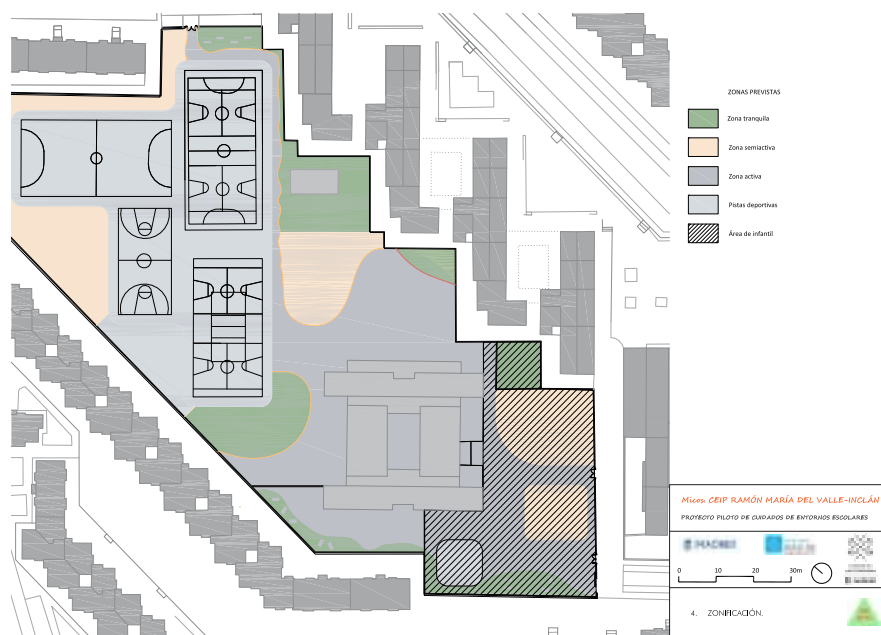 ZONAS PREVISTAS
Zona tranquila
Zona semiactiva
Zona activa
Pistas deportivas
Área de infantil
Micos. CEIP RAMÓN MARÍA DEL VALLE-INCLÁN
PROYECTO PILOTO DE CUIDADOS DE ENTORNOS ESCOLARES
MADRID
0 10 20 30m
4. ZONIFICACIÓN.